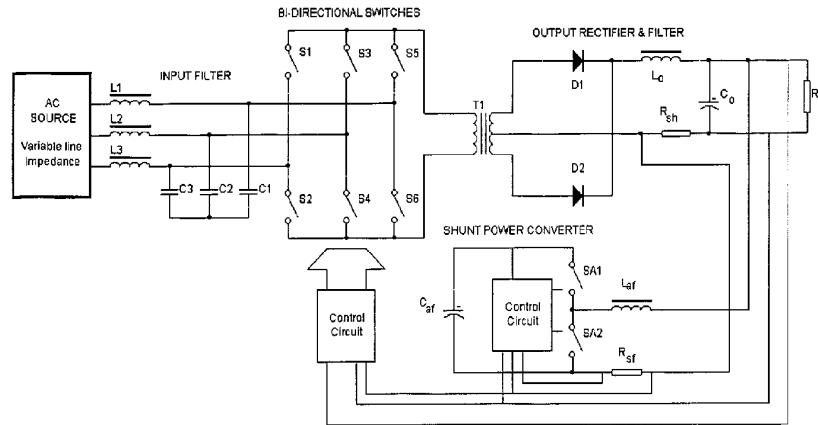 BI-DIRECTIONAL SWITCHES
OUTPUT RECTIFIER & FILTER
S1
S3
S5
INPUT FILTER
L1
L2
L3
AC
SOURCE
Variable line
Impedance
C3
C2
C1
S2
S4
S6
T1
D1
D2
Lo
Co
Rsh
R
SHUNT POWER CONVERTER
Caf
Control
Circuit
SA1
SA2
Laf
Rsf
Control
Circuit